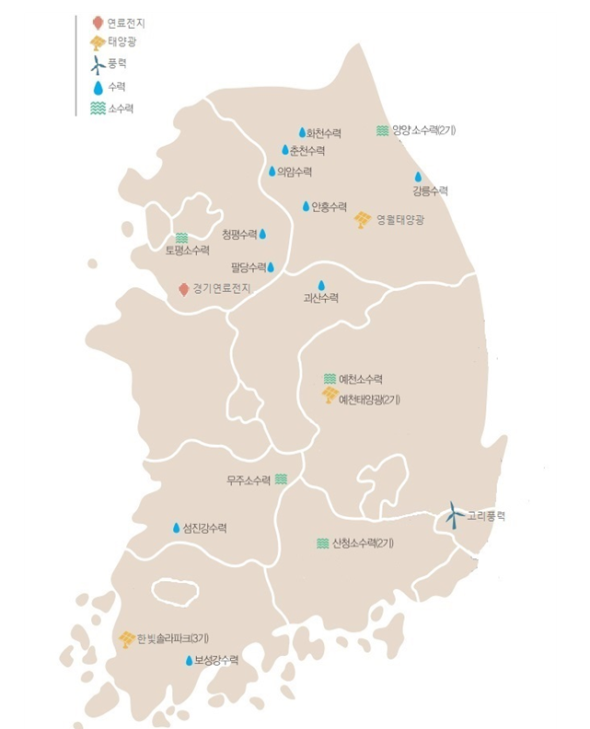 연료전지
태양광
풍력
수력
소수력
화천수력
양양 소수력(2기)
춘천수력
의암수력
강릉수력
안흥수력
영월태양광
청평수력
토평소수력
팔당수력
경기연료전지
괴산수력
예천소수력
예천태양광(2기)
무주소수력
고리풍력
섬진강수력
산청소수력(2기)
한빛솔라파크(3기)
보성강수력